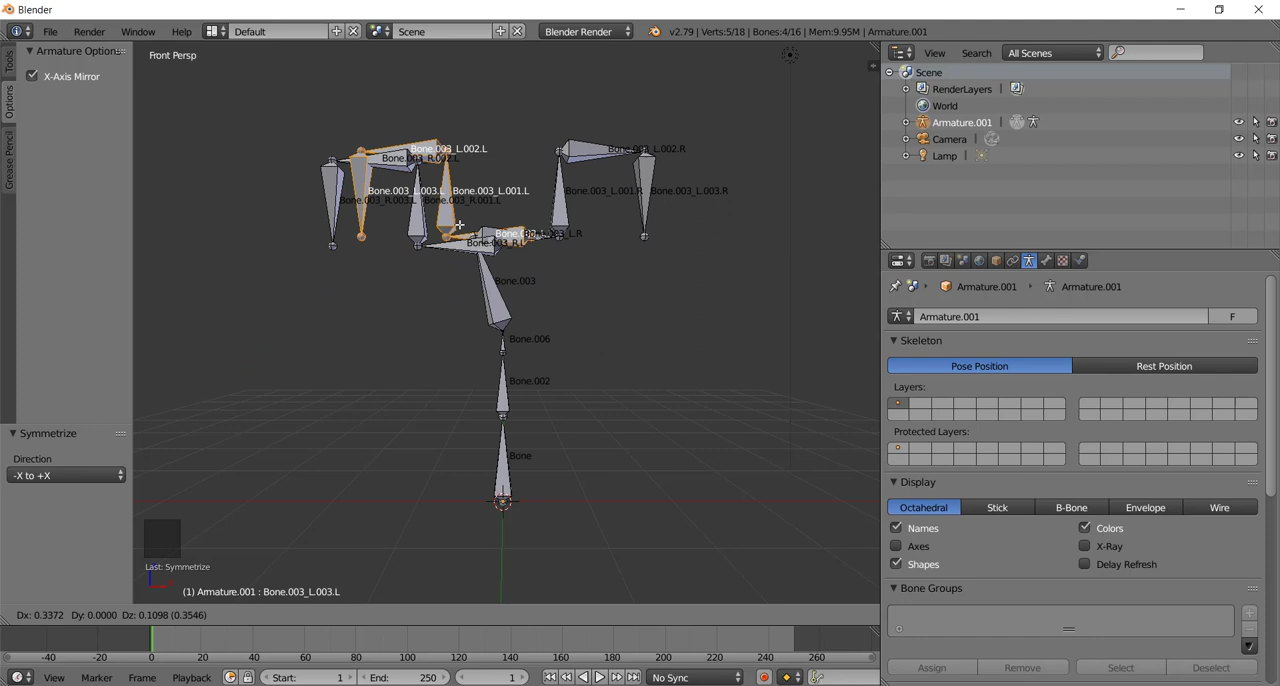 Blender
File Render Window Help Default Scene Blender Render v2.79 | Verts:5/18 | Bones:4/16 | Mem:9.95M | Armature.001
Tools
Options
Grease Pencil
Armature Options
X-Axis Mirror
Front Persp
Bone.003_L.002.L
Bone.003_R.002.L
Bone.003_L.002.R
Bone.003_L.003.L
Bone.003_R.003.L
Bone.003_L.001.L
Bone.003_R.001.L
Bone.003_L.001.R
Bone.003_L.003.R
Bone.003_R.L
Bone.003
Bone.006
Bone.002
Bone
Symmetrize
Direction
-X to +X
Last: Symmetrize
(1) Armature.001 : Bone.003_L.003.L
Dx: 0.3372 Dy: 0.0000 Dz: 0.1098 (0.3546)
-40 -20 0 20 40 60 80 100 120 140 160 180 200 220 240 260
View Marker Frame Playback Start: 1 End: 250 1 No Sync
View Search All Scenes
Scene
RenderLayers
World
Armature.001
Camera
Lamp
Armature.001 Armature.001
Armature.001 F
Skeleton
Pose Position Rest Position
Layers:
Protected Layers:
Display
Octahedral Stick B-Bone Envelope Wire
Names Colors
Axes X-Ray
Shapes Delay Refresh
Bone Groups
Assign Remove Select Deselect